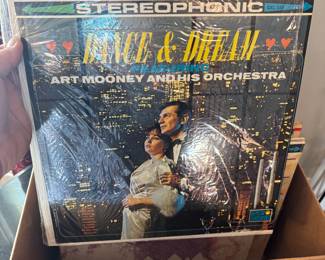 STEREOPHONIC
DANCE & DREAM
ART MOONEY AND HIS ORCHESTRA